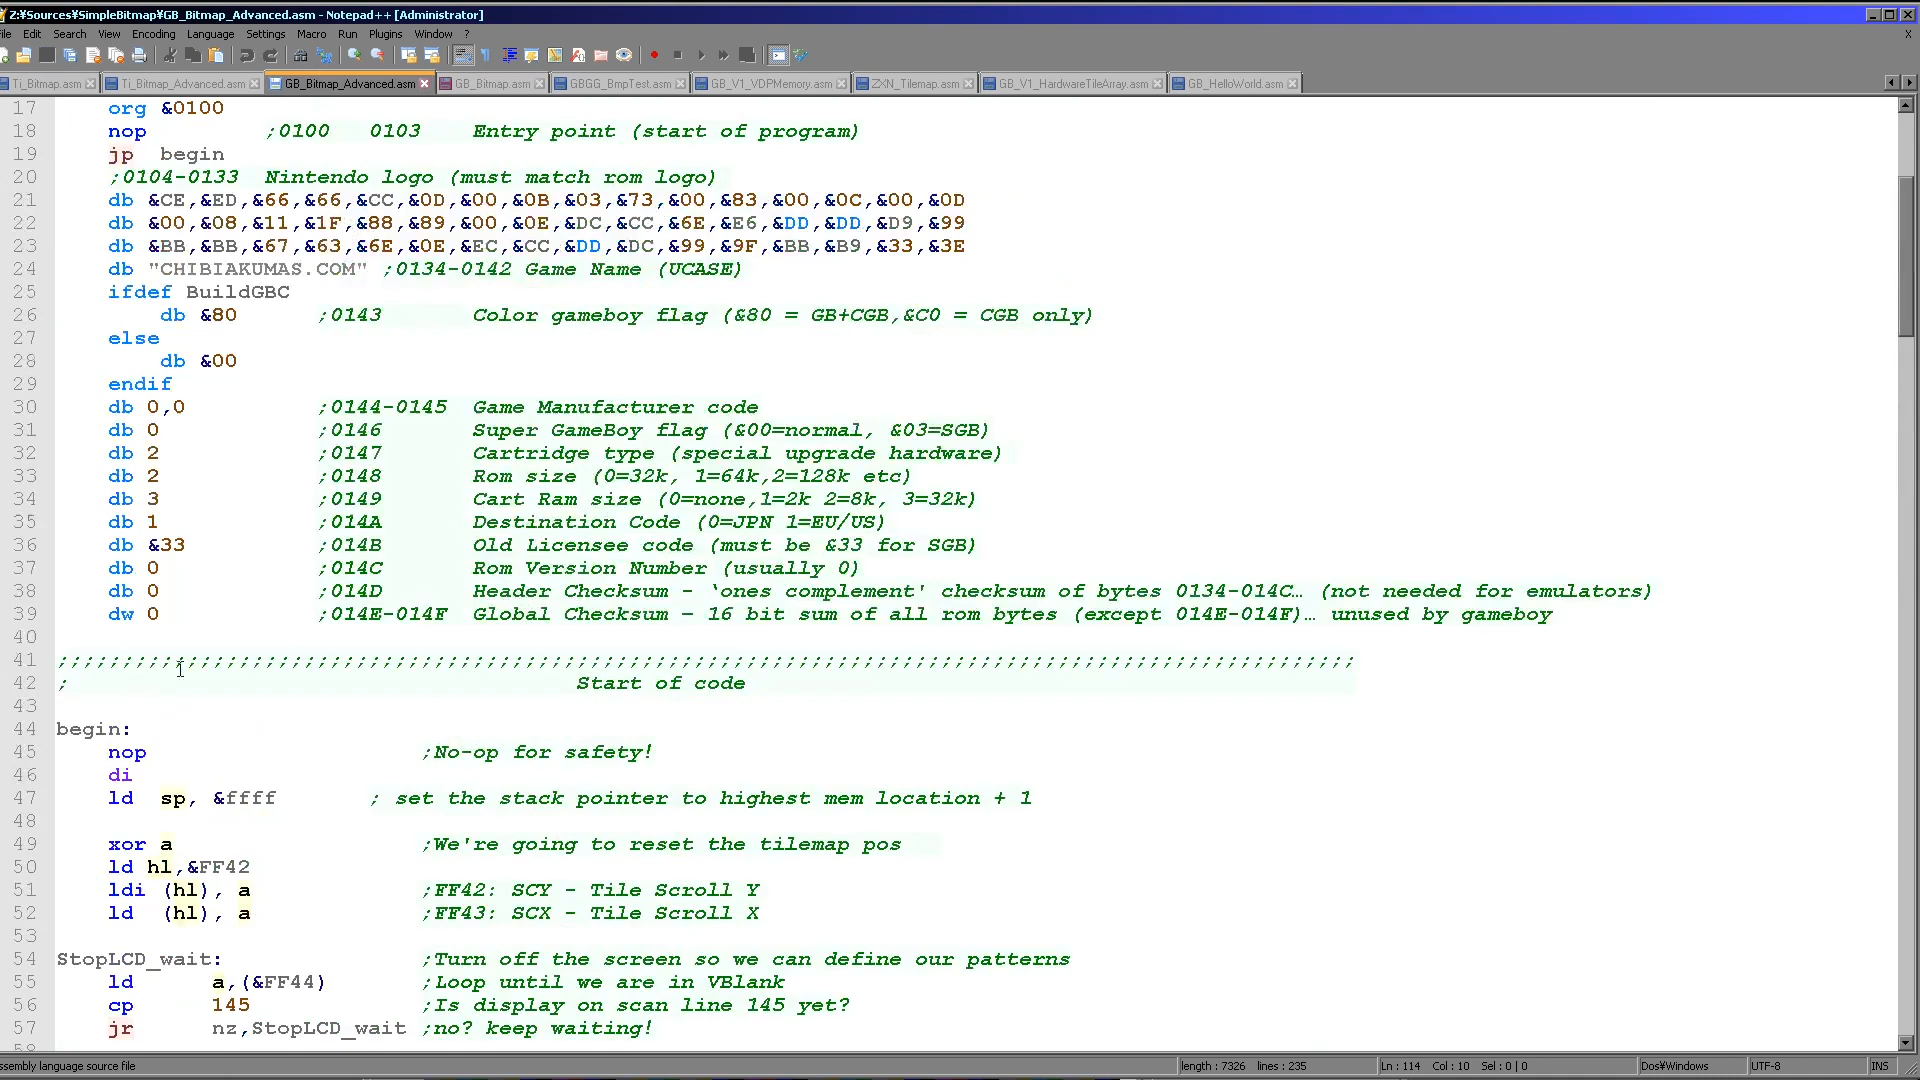 Z:¥Sources¥SimpleBitmap¥GB_Bitmap_Advanced.asm - Notepad++ [Administrator]
File Edit Search View Encoding Language Settings Macro Run Plugins Window ? X
Ti_Bitmap.asm Ti_Bitmap_Advanced.asm GB_Bitmap_Advanced.asm GB_Bitmap.asm GBGG_BmpTest.asm GB_V1_VDPMemory.asm ZXN_Tilemap.asm GB_V1_HardwareTileArray.asm GB_HelloWorld.asm
17 org &0100
18 nop ;0100 0103 Entry point (start of program)
19 jp begin
20 ;0104-0133 Nintendo logo (must match rom logo)
21 db &CE,&ED,&66,&66,&CC,&0D,&00,&0B,&03,&73,&00,&83,&00,&0C,&00,&0D
22 db &00,&08,&11,&1F,&88,&89,&00,&0E,&DC,&CC,&6E,&E6,&DD,&DD,&D9,&99
23 db &BB,&BB,&67,&63,&6E,&0E,&EC,&CC,&DD,&DC,&99,&9F,&BB,&B9,&33,&3E
24 db "CHIBIAKUMAS.COM" ;0134-0142 Game Name (UCASE)
25 ifdef BuildGBC
26 db &80 ;0143 Color gameboy flag (&80 = GB+CGB,&C0 = CGB only)
27 else
28 db &00
29 endif
30 db 0,0 ;0144-0145 Game Manufacturer code
31 db 0 ;0146 Super GameBoy flag (&00=normal, &03=SGB)
32 db 2 ;0147 Cartridge type (special upgrade hardware)
33 db 2 ;0148 Rom size (0=32k, 1=64k,2=128k etc)
34 db 3 ;0149 Cart Ram size (0=none,1=2k 2=8k, 3=32k)
35 db 1 ;014A Destination Code (0=JPN 1=EU/US)
36 db &33 ;014B Old Licensee code (must be &33 for SGB)
37 db 0 ;014C Rom Version Number (usually 0)
38 db 0 ;014D Header Checksum - 'ones complement' checksum of bytes 0134-014C… (not needed for emulators)
39 dw 0 ;014E-014F Global Checksum – 16 bit sum of all rom bytes (except 014E-014F)… unused by gameboy
40
41 ;;;;;;;;;;;;;;;;;;;;;;;;;;;;;;;;;;;;;;;;;;;;;;;;;;;;;;;;;;;;;;;;;;;;;;;;;;;;;;;;;;;;;;;;;;;;;;;;;;;;
42 ; Start of code
43
44 begin:
45 nop ;No-op for safety!
46 di
47 ld sp, &ffff ; set the stack pointer to highest mem location + 1
48
49 xor a ;We're going to reset the tilemap pos
50 ld hl,&FF42
51 ldi (hl), a ;FF42: SCY - Tile Scroll Y
52 ld (hl), a ;FF43: SCX - Tile Scroll X
53
54 StopLCD_wait: ;Turn off the screen so we can define our patterns
55 ld a,(&FF44) ;Loop until we are in VBlank
56 cp 145 ;Is display on scan line 145 yet?
57 jr nz,StopLCD_wait ;no? keep waiting!
ssembly language source file length : 7326 lines : 235 Ln : 114 Col : 10 Sel : 0 | 0 Dos¥Windows UTF-8 INS